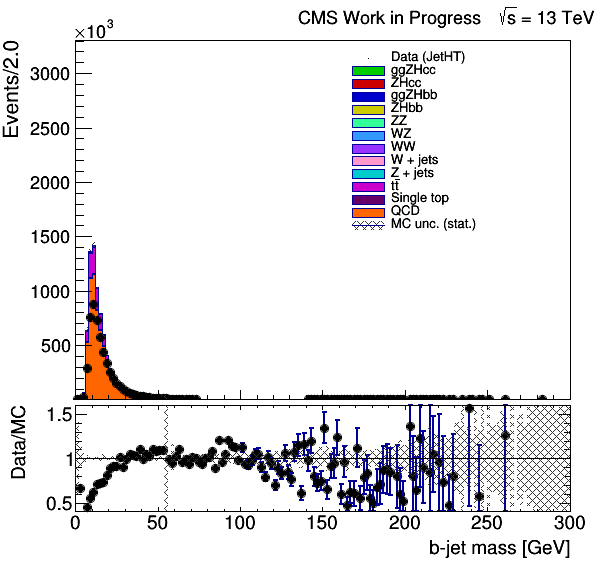 CMS Work in Progress √s = 13 TeV
×10³
Events/2.0
3000
2500
2000
1500
1000
500
Data (JetHT)
ggZHcc
ZHcc
ggZHbb
ZHbb
ZZ
WZ
WW
W + jets
Z + jets
tt̄
Single top
QCD
MC unc. (stat.)
Data/MC
1.5
1
0.5
0 50 100 150 200 250 300
b-jet mass [GeV]